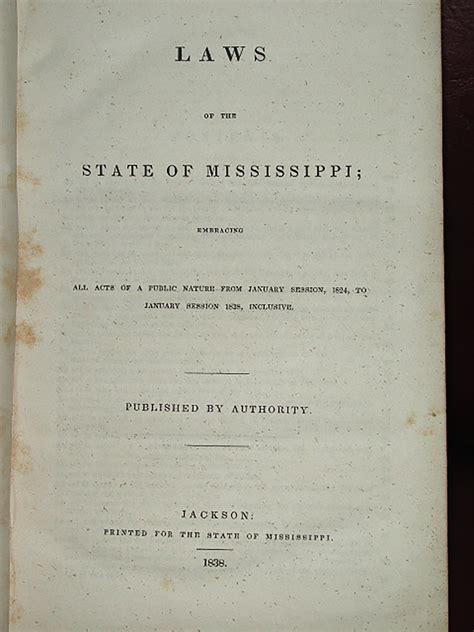 LAWS
OF THE
STATE OF MISSISSIPPI;
EMBRACING
ALL ACTS OF A PUBLIC NATURE FROM JANUARY SESSION, 1824, TO
JANUARY SESSION 1838, INCLUSIVE.
PUBLISHED BY AUTHORITY.
JACKSON:
PRINTED FOR THE STATE OF MISSISSIPPI.
1838.